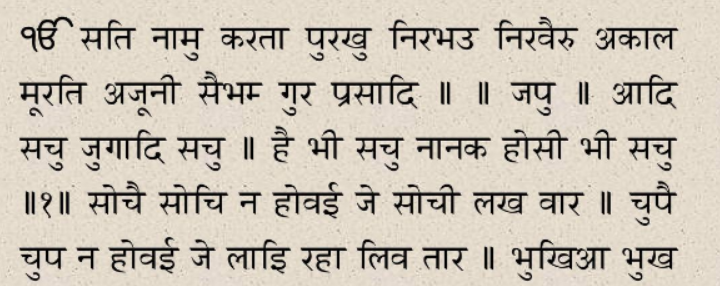 ੴ सति नामु करता पुरखु निरभउ निरवैरु अकाल
मूरति अजूनी सैभम गुर प्रसादि ॥ ॥ जपु ॥ आदि
सचु जुगादि सचु ॥ है भी सचु नानक होसी भी सचु
॥१॥ सोचै सोचि न होवई जे सोची लख वार ॥ चुपै
चुप न होवई जे लाइि रहा लिव तार ॥ भुखिआ भुख